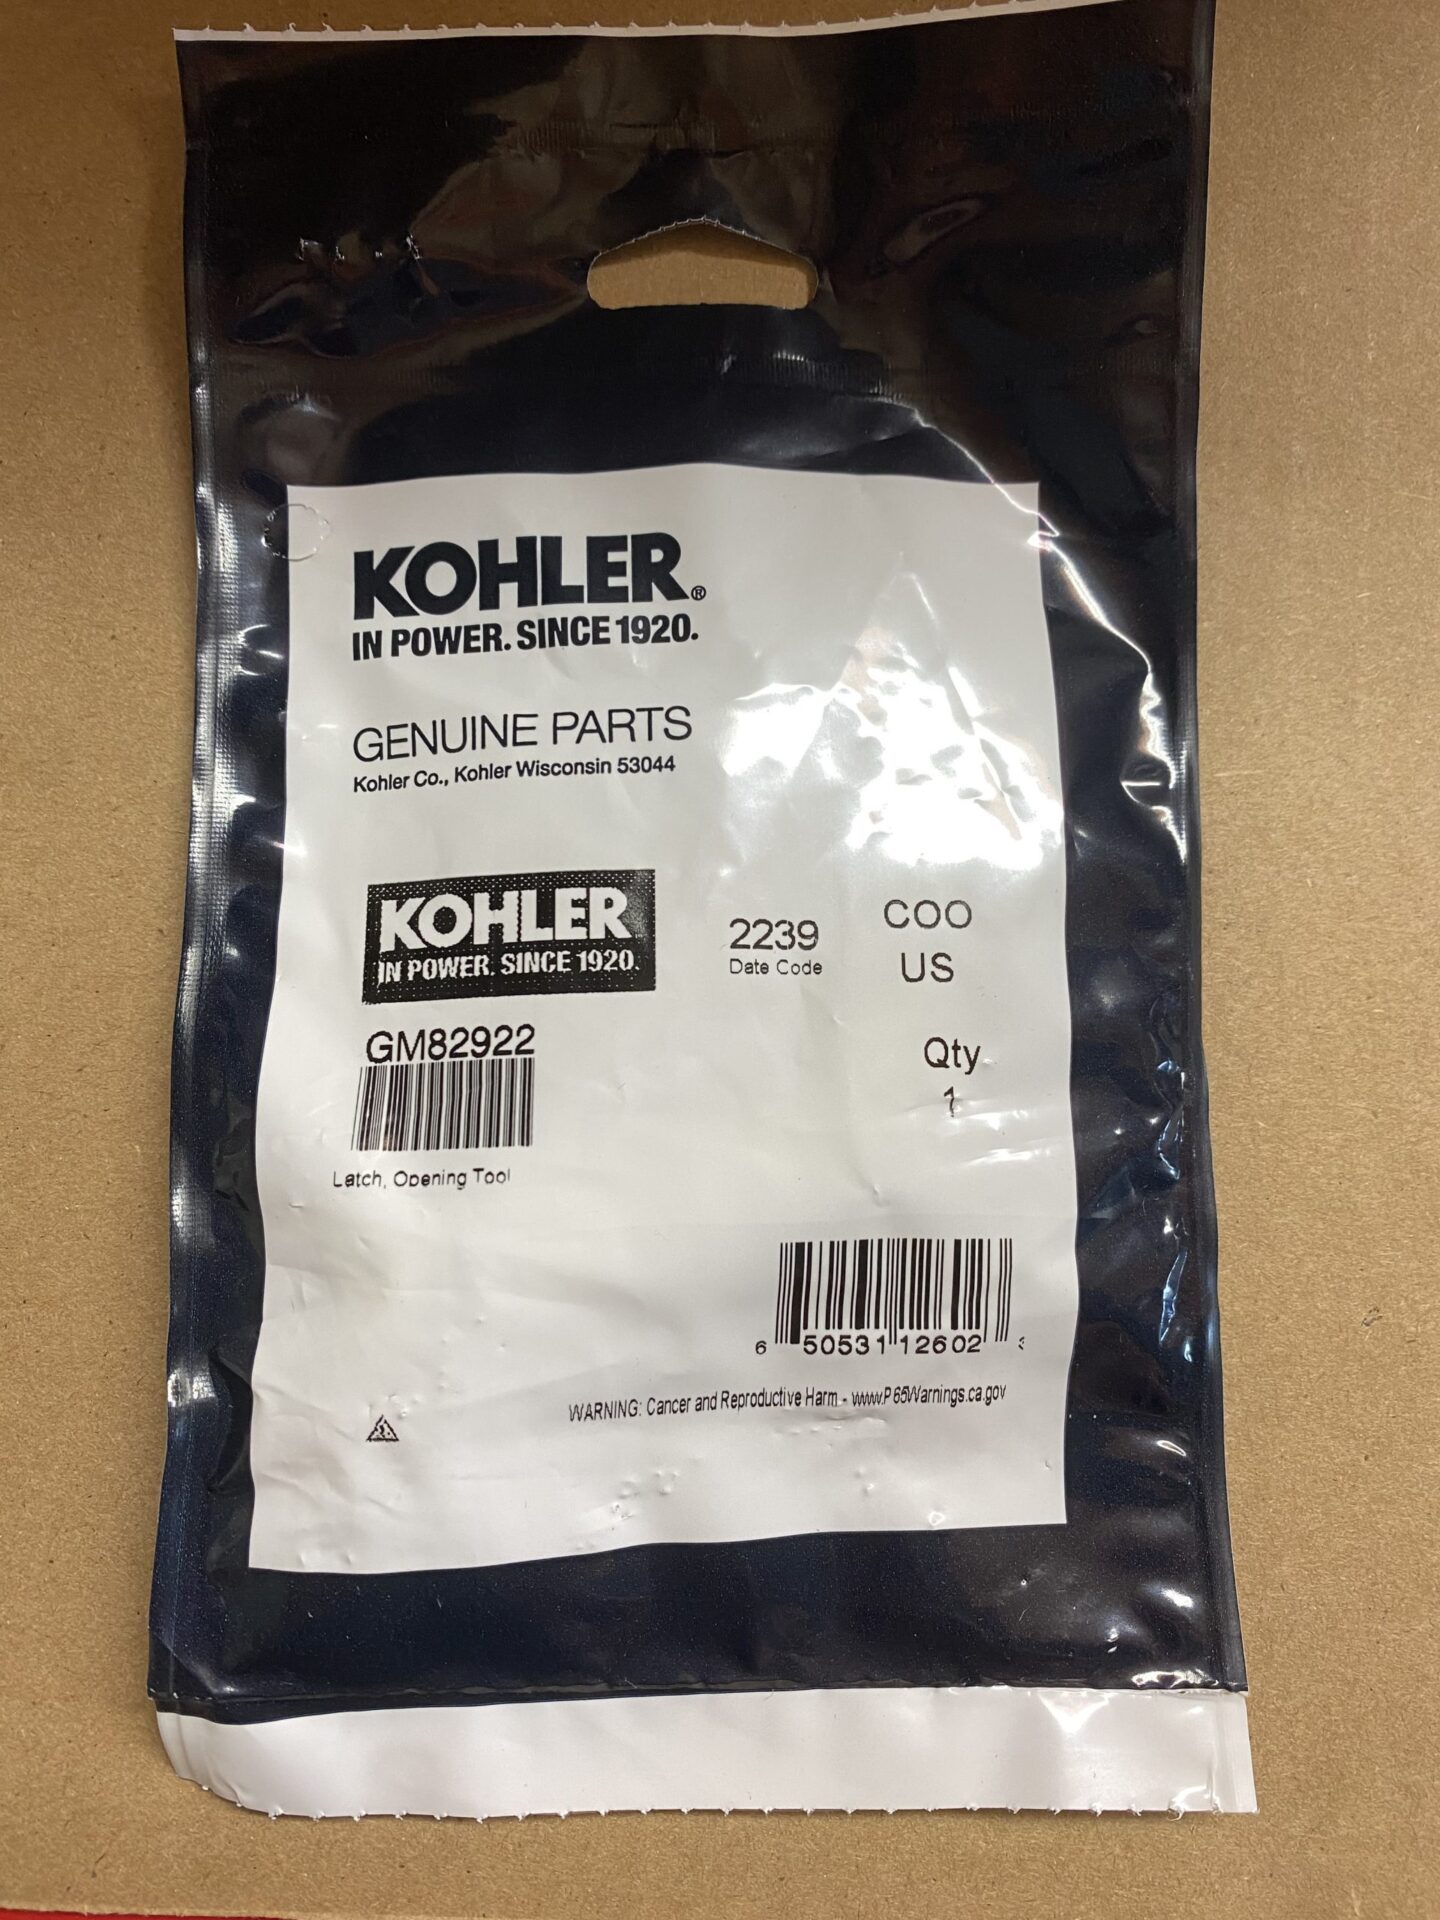 KOHLER®
IN POWER. SINCE 1920.
GENUINE PARTS
Kohler Co., Kohler Wisconsin 53044
KOHLER
IN POWER. SINCE 1920.
2239
Date Code
COO
US
GM82922
Qty
1
Latch, Opening Tool
6 50531 12602 3
WARNING: Cancer and Reproductive Harm - www.P65Warnings.ca.gov